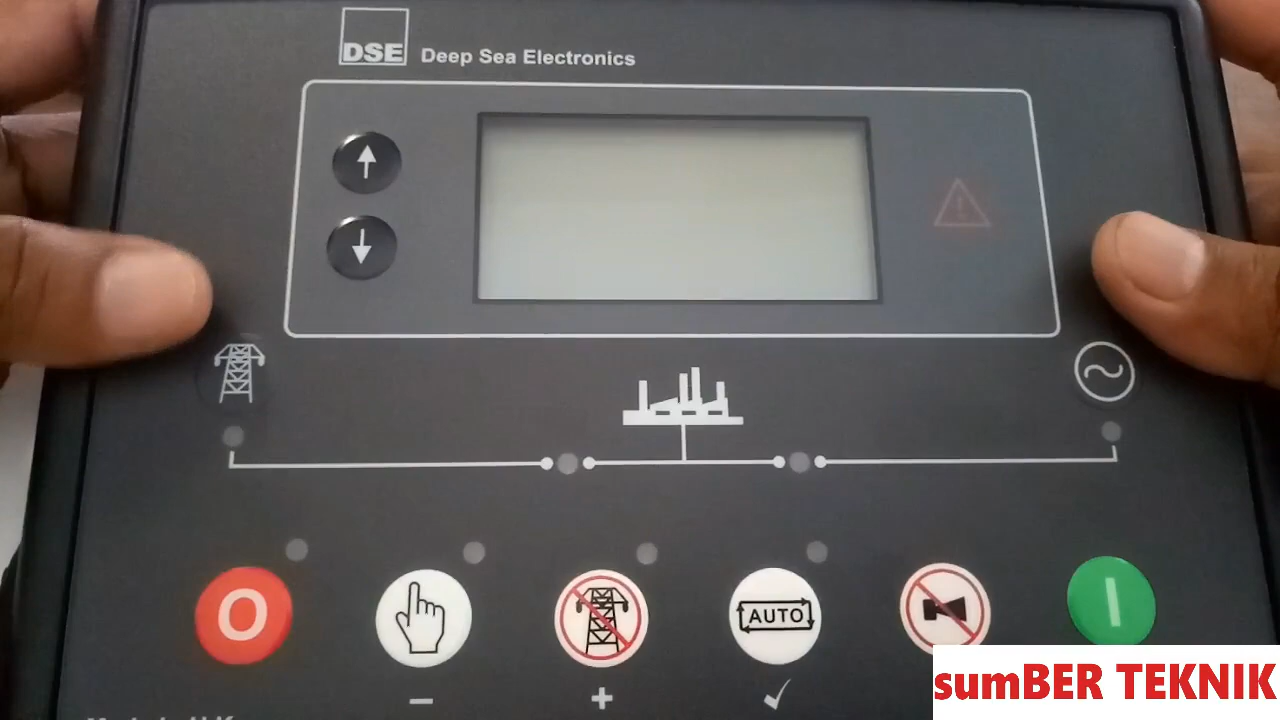 DSE Deep Sea Electronics
O
AUTO
I
− + ✓
sumBER TEKNIK